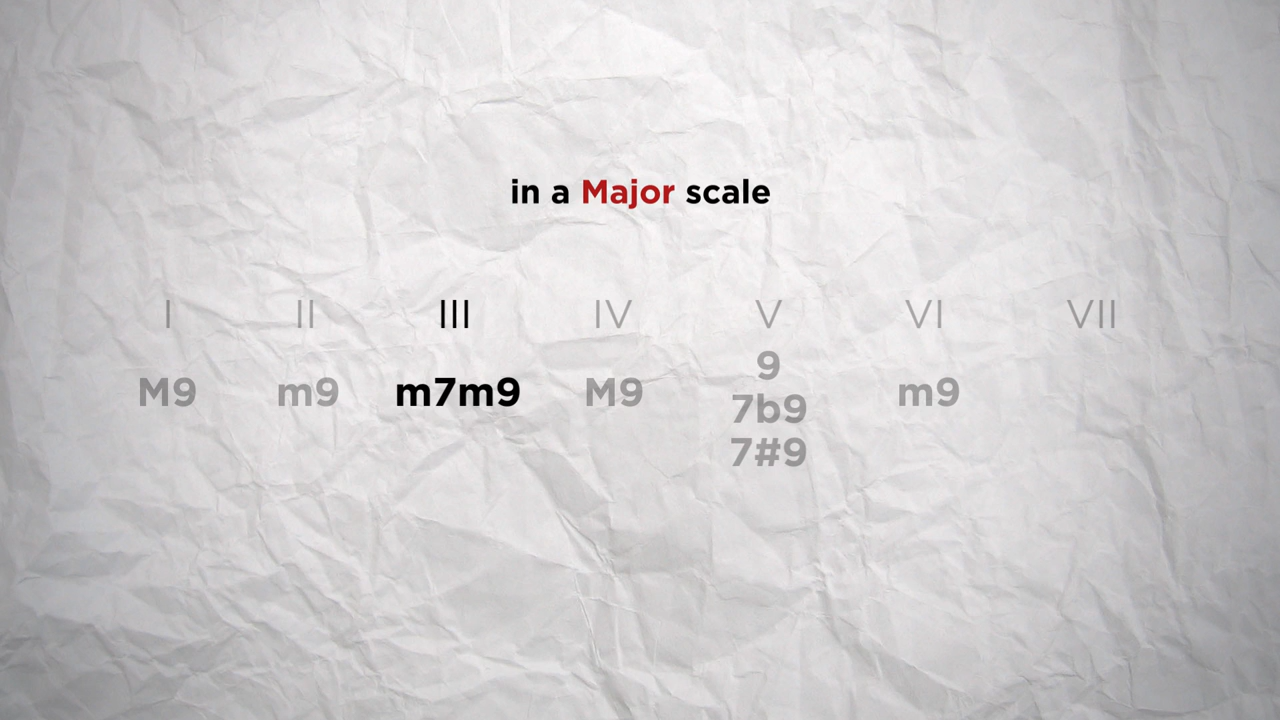 in a Major scale
I II III IV V VI VII
M9 m9 m7m9 M9 9 m9
7b9
7#9